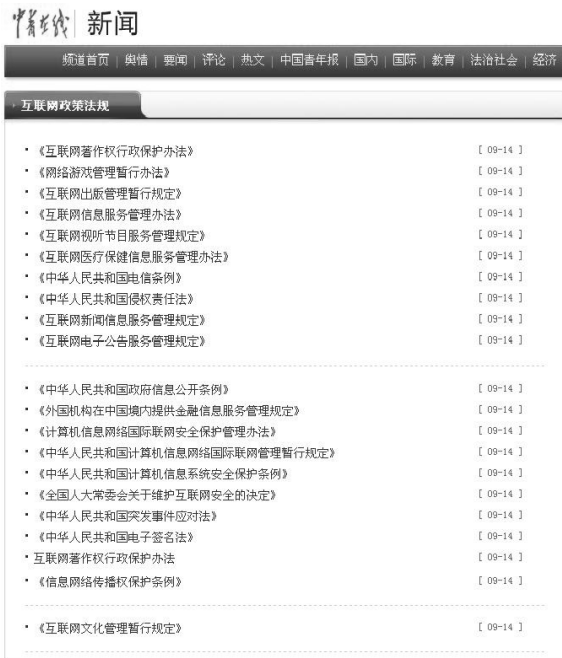 中青在线 新闻
频道首页 | 舆情 | 要闻 | 评论 | 热文 | 中国青年报 | 国内 | 国际 | 教育 | 法治社会 | 经济
互联网政策法规
·《互联网著作权行政保护办法》 [ 09-14 ]
·《网络游戏管理暂行办法》 [ 09-14 ]
·《互联网出版管理暂行规定》 [ 09-14 ]
·《互联网信息服务管理办法》 [ 09-14 ]
·《互联网视听节目服务管理规定》 [ 09-14 ]
·《互联网医疗保健信息服务管理办法》 [ 09-14 ]
·《中华人民共和国电信条例》 [ 09-14 ]
·《中华人民共和国侵权责任法》 [ 09-14 ]
·《互联网新闻信息服务管理规定》 [ 09-14 ]
·《互联网电子公告服务管理规定》 [ 09-14 ]
·《中华人民共和国政府信息公开条例》 [ 09-14 ]
·《外国机构在中国境内提供金融信息服务管理规定》 [ 09-14 ]
·《计算机信息网络国际联网安全保护管理办法》 [ 09-14 ]
·《中华人民共和国计算机信息网络国际联网管理暂行规定》 [ 09-14 ]
·《中华人民共和国计算机信息系统安全保护条例》 [ 09-14 ]
·《全国人大常委会关于维护互联网安全的决定》 [ 09-14 ]
·《中华人民共和国突发事件应对法》 [ 09-14 ]
·《中华人民共和国电子签名法》 [ 09-14 ]
·互联网著作权行政保护办法 [ 09-14 ]
·《信息网络传播权保护条例》 [ 09-14 ]
·《互联网文化管理暂行规定》 [ 09-14 ]